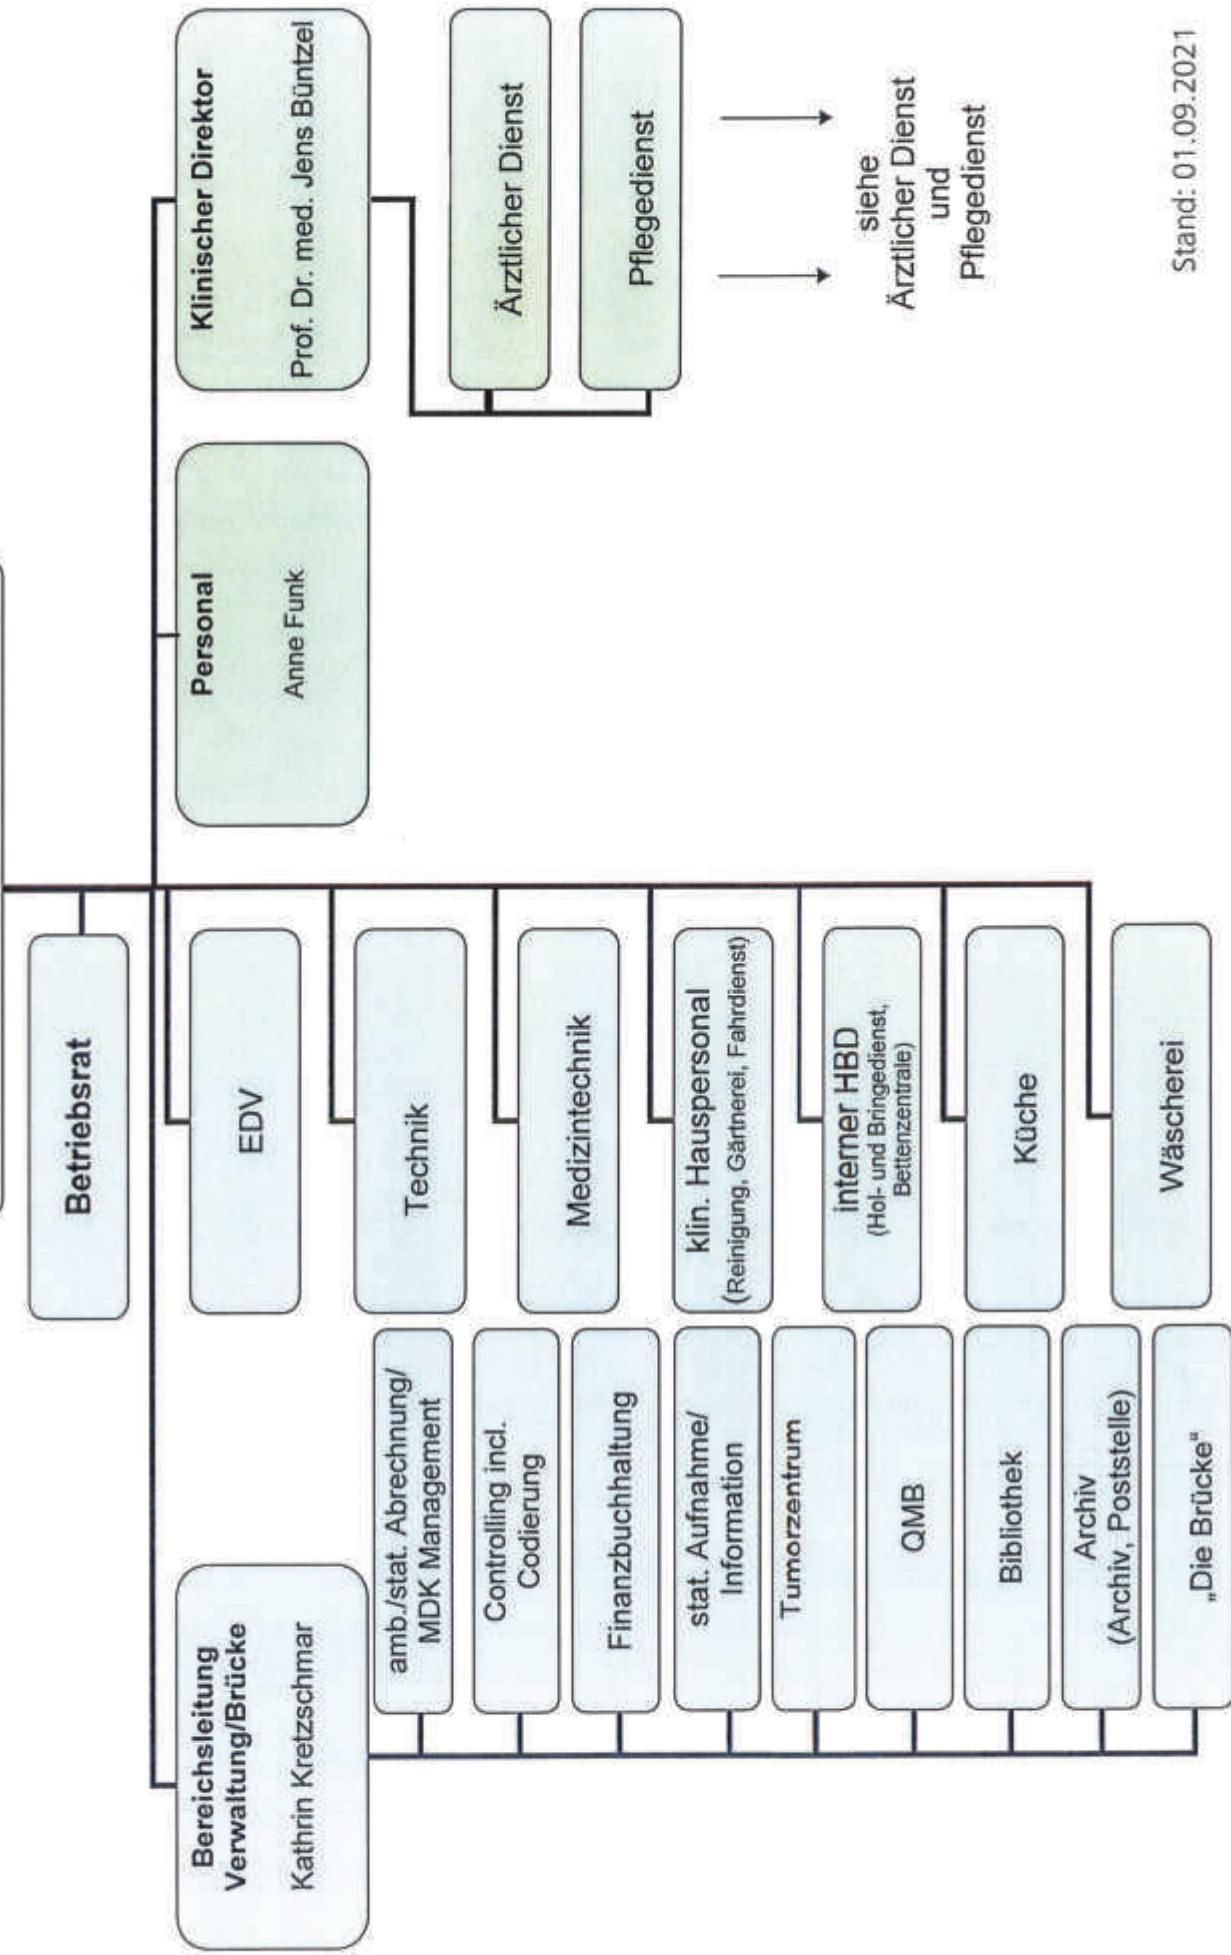 Betriebsrat
Bereichsleitung
Verwaltung/Brücke
Kathrin Kretzschmar
amb./stat. Abrechnung/
MDK Management
Controlling incl.
Codierung
Finanzbuchhaltung
stat. Aufnahme/
Information
Tumorzentrum
QMB
Bibliothek
Archiv
(Archiv, Poststelle)
„Die Brücke“
EDV
Technik
Medizintechnik
klin. Hauspersonal
(Reinigung, Gärtnerei, Fahrdienst)
interner HBD
(Hol- und Bringedienst,
Bettenzentrale)
Küche
Wäscherei
Personal
Anne Funk
Klinischer Direktor
Prof. Dr. med. Jens Büntzel
Ärztlicher Dienst
Pflegedienst
siehe
Ärztlicher Dienst
und
Pflegedienst
Stand: 01.09.2021